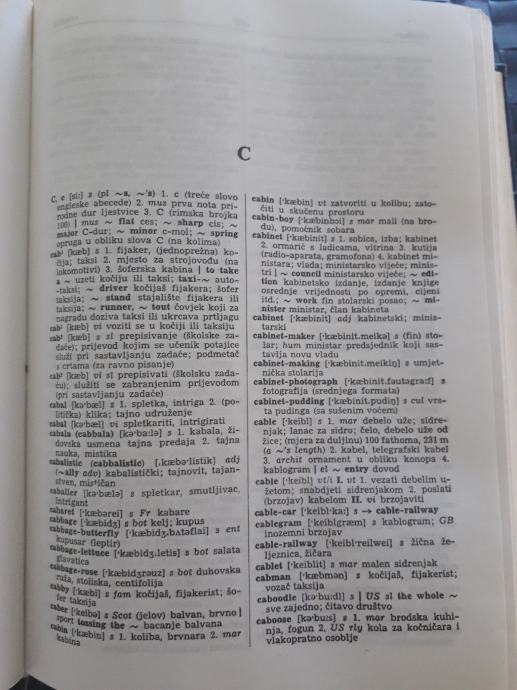 C
C, c [si:] s (pl ~s, ~'s) 1. c (treće slovo
engleske abecede) 2. mus prva nota pri-
rodne dur ljestvice 3. C (rimska brojka
100) | mus ~ flat ces; ~ sharp cis; ~
major C-dur; ~ minor c-mol; ~ spring
opruga u obliku slova C (na kolima)
cab¹ [kæb] s 1. fijaker, (jednoprežna) ko-
čija; taksi 2. mjesto za strojovođu (u
lokomotivi) 3. šoferska kabina | to take
a ~ uzeti kočiju ili taksi; taxi-~ auto-
-taksi; ~ driver kočijaš fijakera; šofer
taksija; ~ stand stajalište fijakera ili
taksija; ~ runner, ~ tout čovjek koji za
nagradu doziva taksi ili ukrcava prtljagu
cab¹ [kæb] vi voziti se u kočiji ili taksiju
cab² [kæb] s sl prepisivanje (školske za-
daće); prijevod kojim se učenik potajice
služi pri sastavljanju zadaće; podmetač
s crtama (za ravno pisanje)
cab² [kæb] vi sl prepisivati (školsku zada-
ću); služiti se zabranjenim prijevodom
(pri sastavljanju zadaće)
cabal [kə'bæl] s 1. spletka, intriga 2. (po-
litička) klika; tajno udruženje
cabal [kə'bæl] vi spletkariti, intrigirati
cabala (cabbala) [kə'ba:lə] s 1. kabala, ži-
dovska usmena tajna predaja 2. tajna
nauka, mistika
cabalistic (cabbalistic) [.kæbə'listik] adj
(~ally adv) kabalistički; tajnovit, tajan-
stven, mističan
caballer [kə'bælə] s spletkar, smutljivac,
intrigant
cabaret ['kæbərei] s Fr kabare
cabbage ['kæbidʒ] s bot kelj; kupus
cabbage-butterfly ['kæbidʒ.bʌtəflai] s ent
kupusar (leptir)
cabbage-lettuce ['kæbidʒ.letis] s bot salata
glavatica
cabbage-rose ['kæbidʒrəuz] s bot duhovska
ruža, stoliska, centifolija
cabby ['kæbi] s fam kočijaš, fijakerist; šo-
fer taksija
caber ['keibə] s Scot (jelov) balvan, brvno |
sport tossing the ~ bacanje balvana
cabin ['kæbin] s 1. koliba, brvnara 2. mar
kabina
cabin ['kæbin] vt zatvoriti u kolibu; zato-
čiti u skučenu prostoru
cabin-boy ['kæbinbɔi] s mar mali (na bro-
du), pomoćnik sobara
cabinet ['kæbinit] s 1. sobica, izba; kabinet
2. ormarić s ladicama, vitrina 3. kutija
(radio-aparata, gramofona) 4. kabinet mi-
nistara; vlada; ministarsko vijeće; minis-
tri | ~ council ministarsko vijeće; ~ edi-
tion kabinetsko izdanje, izdanje knjige
osrednje vrijednosti po opremi, cijeni
itd.; ~ work fin stolarski posao; ~ mi-
nister ministar, član kabineta
cabinet ['kæbinit] adj kabinetski; minis-
tarski
cabinet-maker ['kæbinit.meikə] s (fin) sto-
lar; hum ministar predsjednik koji sas-
tavlja novu vladu
cabinet-making ['kæbinit.meikiŋ] s umjet-
nička stolarija
cabinet-photograph ['kæbinit.fəutəgra:f] s
fotografija (srednjega formata)
cabinet-pudding ['kæbinit.pudiŋ] s cul vrs-
ta pudinga (sa sušenim voćem)
cable ['keibl] s 1. mar debelo uže; sidre-
njak; lanac za sidro; čelo, debelo uže od
žice; (mjera za duljinu) 100 fathoma, 231 m
(a ~'s length) 2. kabel, telegrafski kabel
3. archit ornament u obliku konopa 4.
kablogram | el ~ entry dovod
cable ['keibl] vt/i I. vt 1. vezati debelim u-
žetom; snabdjeti sidrenjakom 2. poslati
(brzojav) kabelom II. vi brzojaviti
cable-car ['keibl·ka:] s → cable-railway
cablegram ['keiblgræm] s kablogram; GB
inozemni brzojav
cable-railway ['keibl'reilwei] s žična že-
ljeznica, žičara
cablet ['keiblit] s mar malen sidrenjak
cabman ['kæbmən] s kočijaš, fijakerist;
vozač taksija
caboodle [kə'bu:dl] s | US sl the whole ~
sve zajedno; čitavo društvo
caboose [kə'bu:s] s 1. mar brodska kuhi-
nja, fogun 2. US rly kola za kočničara i
vlakopratno osoblje